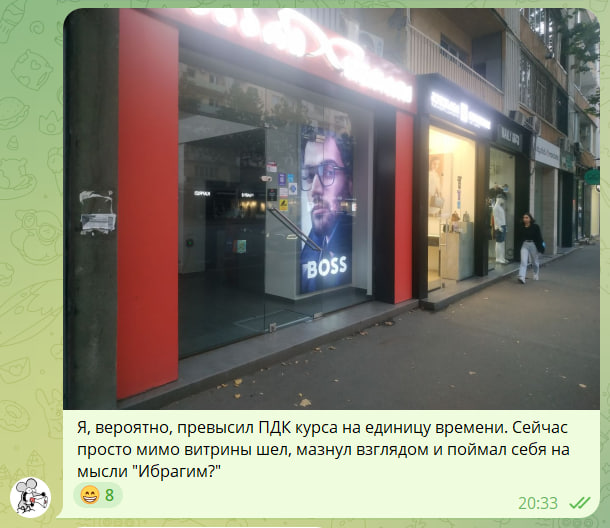 BOSS
Я, вероятно, превысил ПДК курса на единицу времени. Сейчас
просто мимо витрины шел, мазнул взглядом и поймал себя на
мысли "Ибрагим?"
8
20:33